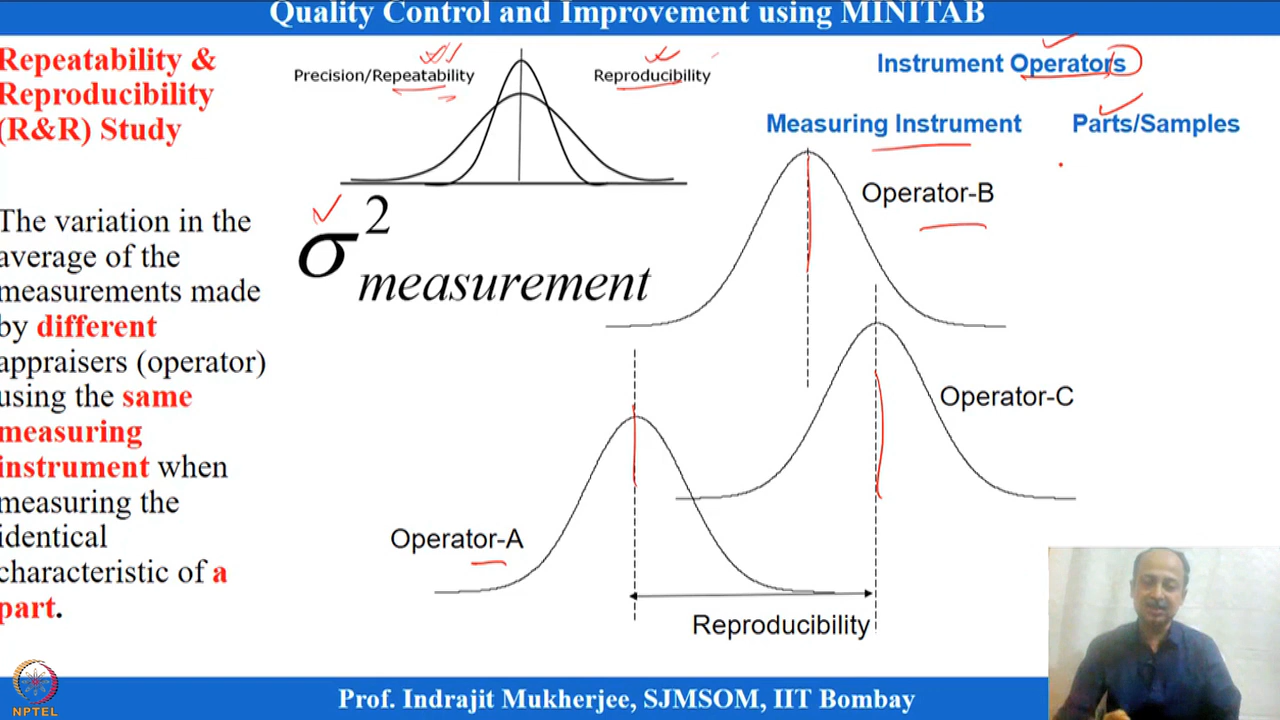 Quality Control and Improvement using MINITAB
Repeatability &
Reproducibility
(R&R) Study
The variation in the
average of the
measurements made
by different
appraisers (operator)
using the same
measuring
instrument when
measuring the
identical
characteristic of a
part.
Precision/Repeatability
Reproducibility
σ²measurement
Instrument Operators
Measuring Instrument
Parts/Samples
Operator-B
Operator-C
Operator-A
Reproducibility
NPTEL
Prof. Indrajit Mukherjee, SJMSOM, IIT Bombay